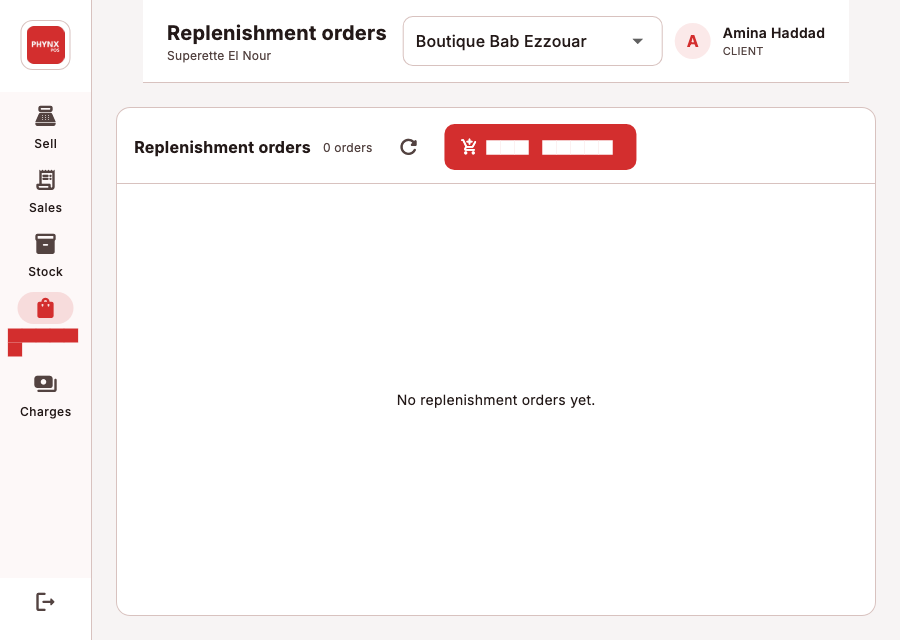 PHYNX
POS
Sell
Sales
Stock
Charges
Replenishment orders
Superette El Nour
Boutique Bab Ezzouar
A
Amina Haddad
CLIENT
Replenishment orders
0 orders
No replenishment orders yet.